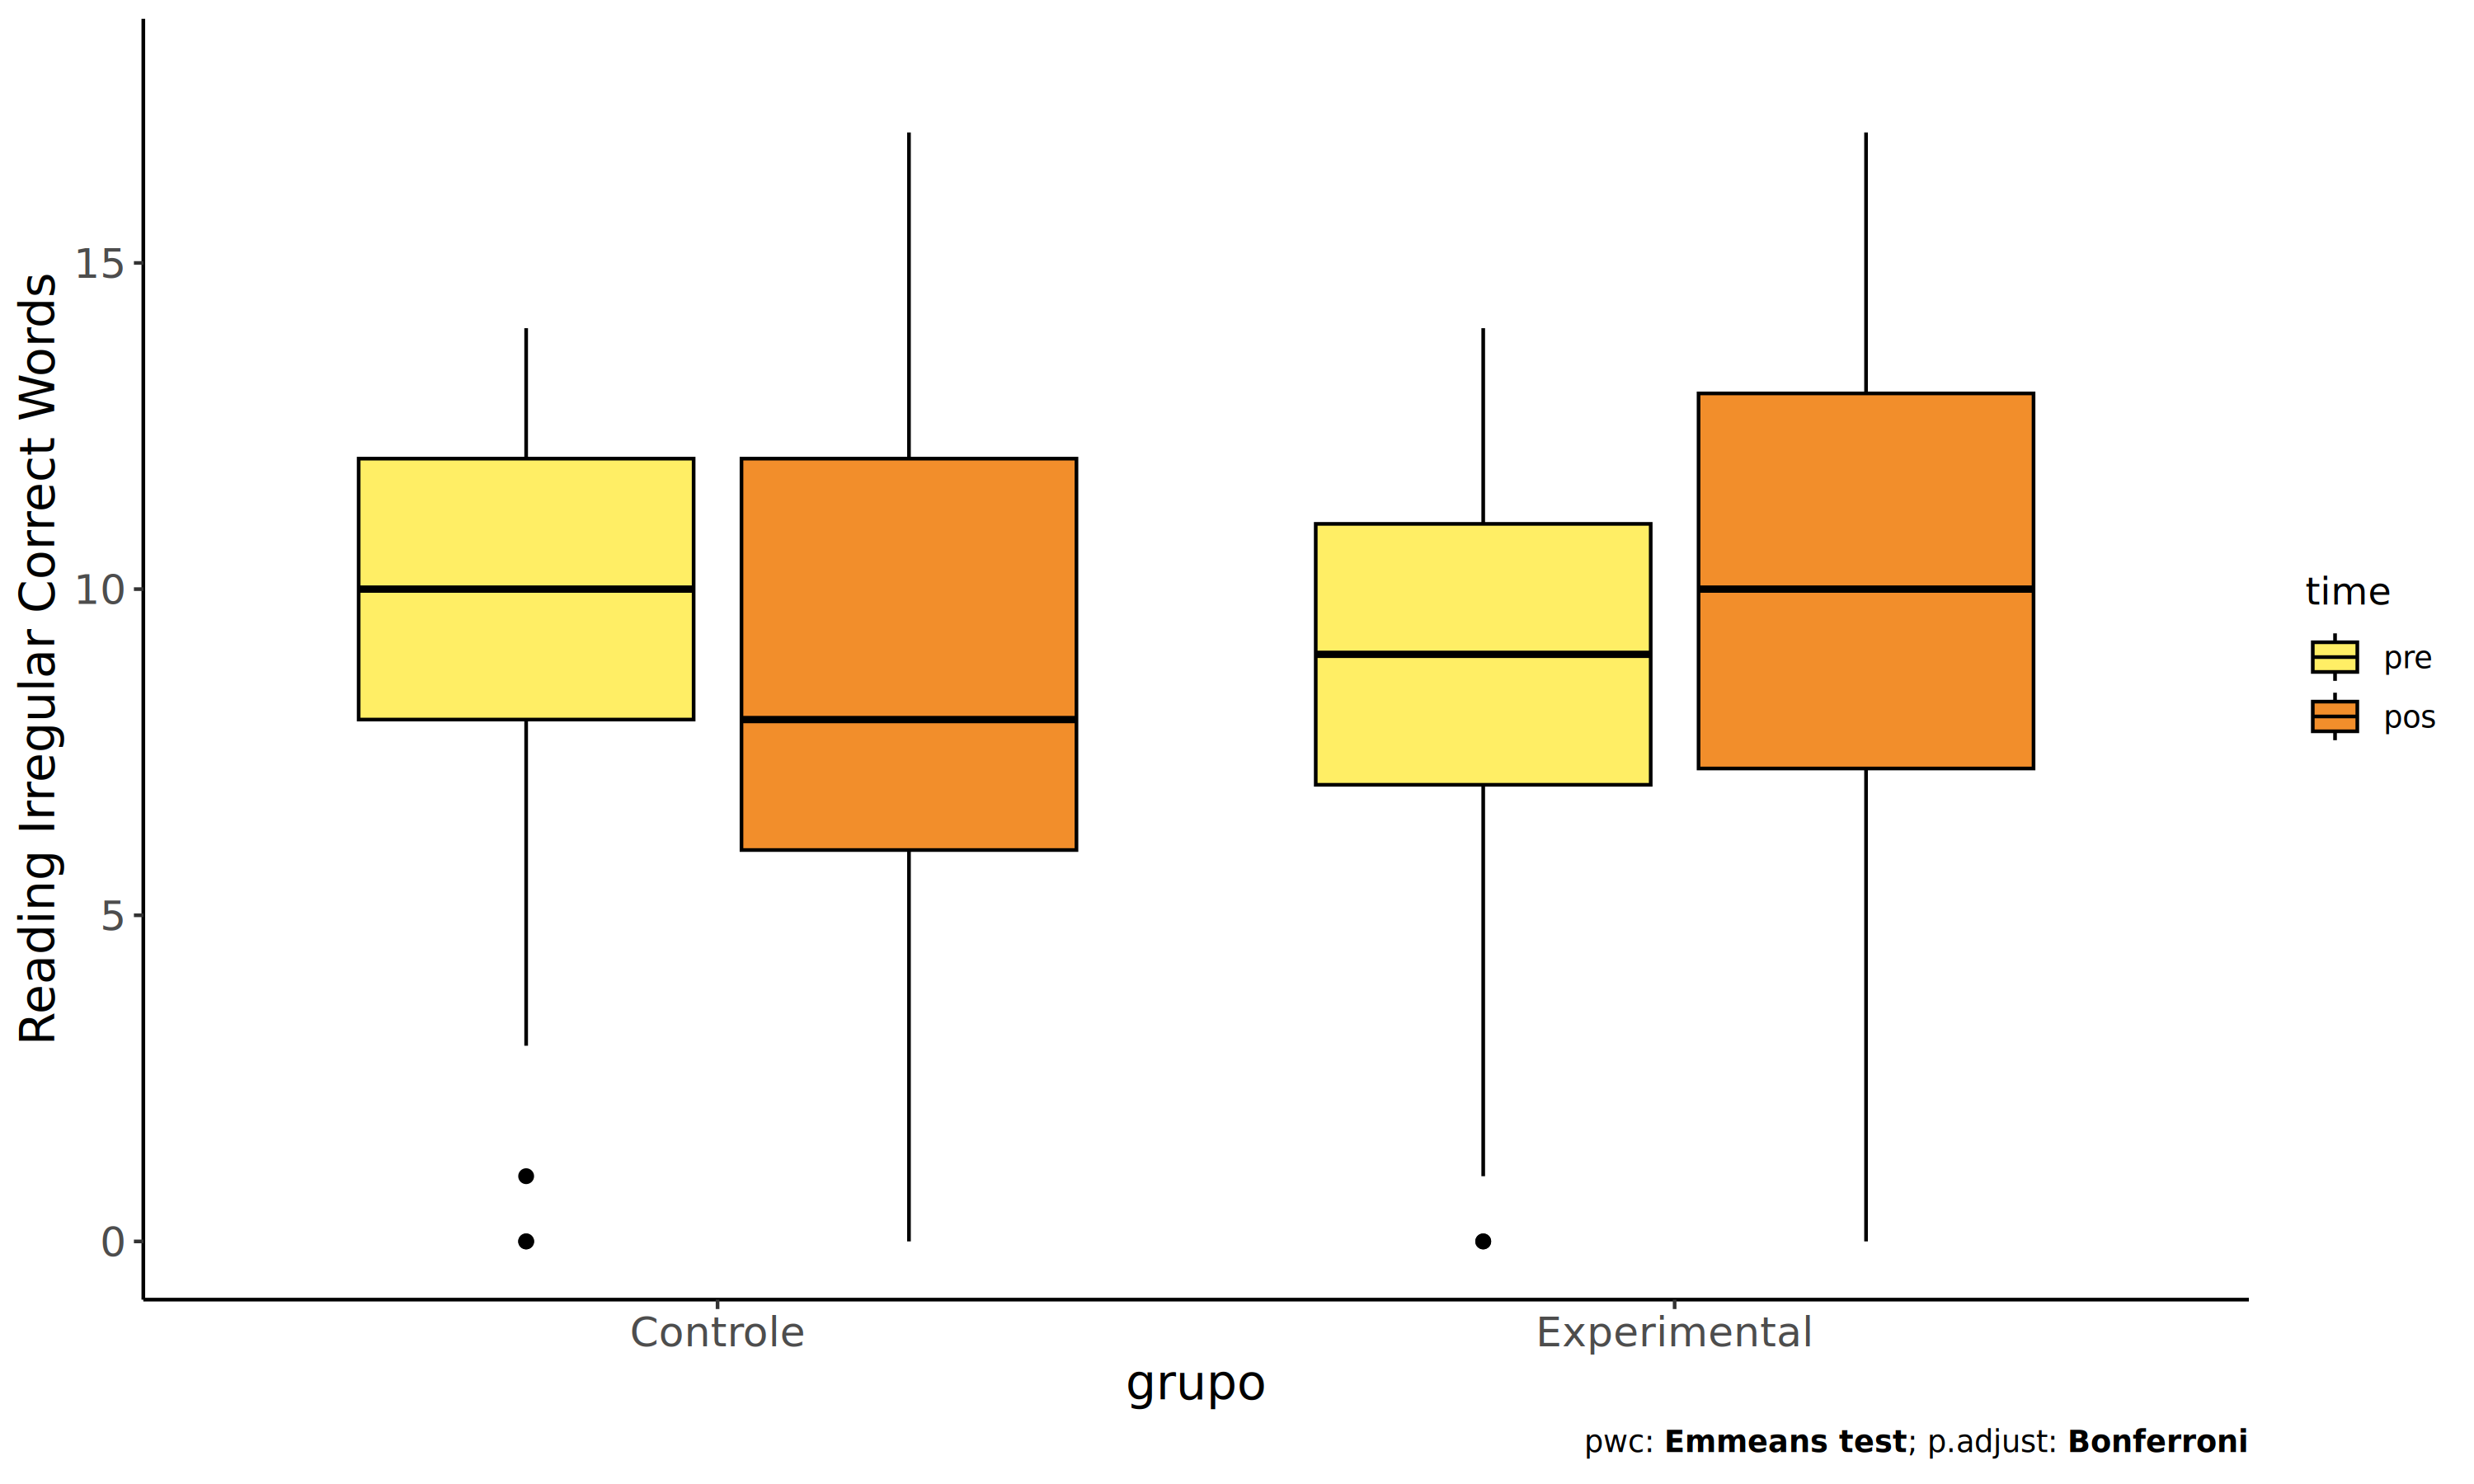 Reading Irregular Correct Words
15
10
5
0
Controle
Experimental
grupo
time
pre
pos
pwc: Emmeans test; p.adjust: Bonferroni